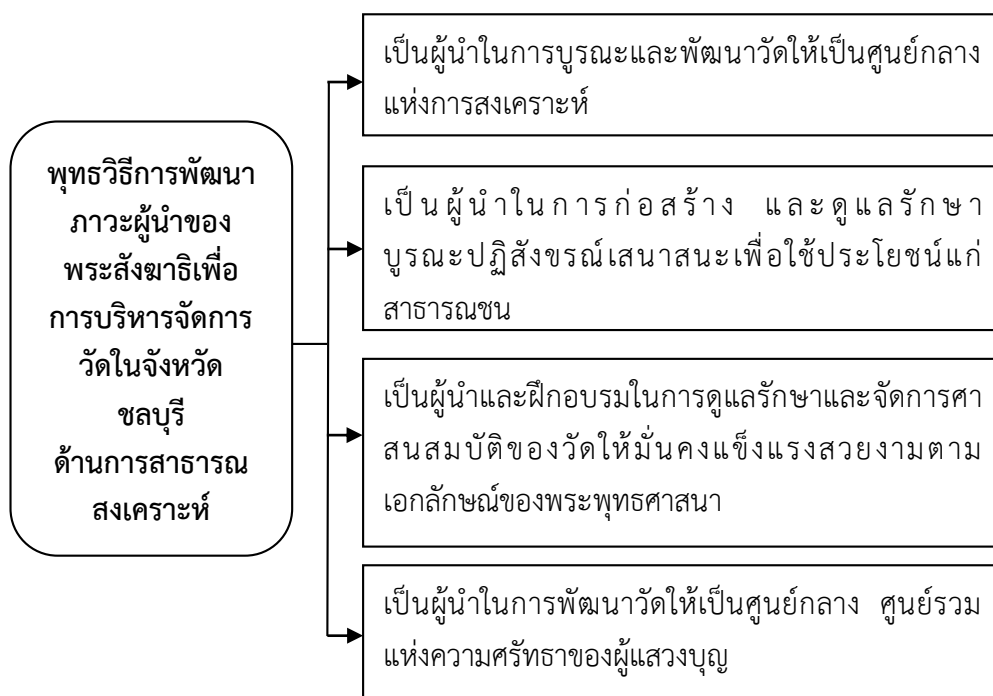 พุทธวิธีการพัฒนา
ภาวะผู้นำของ
พระสังฆาธิเพื่อ
การบริหารจัดการ
วัดในจังหวัด
ชลบุรี
ด้านการสาธารณ
สงเคราะห์
เป็นผู้นำในการบูรณะและพัฒนาวัดให้เป็นศูนย์กลาง
แห่งการสงเคราะห์
เป็นผู้นำในการก่อสร้าง และดูแลรักษา
บูรณะปฏิสังขรณ์เสนาสนะเพื่อใช้ประโยชน์แก่
สาธารณชน
เป็นผู้นำและฝึกอบรมในการดูแลรักษาและจัดการศา
สนสมบัติของวัดให้มั่นคงแข็งแรงสวยงามตาม
เอกลักษณ์ของพระพุทธศาสนา
เป็นผู้นำในการพัฒนาวัดให้เป็นศูนย์กลาง ศูนย์รวม
แห่งความศรัทธาของผู้แสวงบุญ